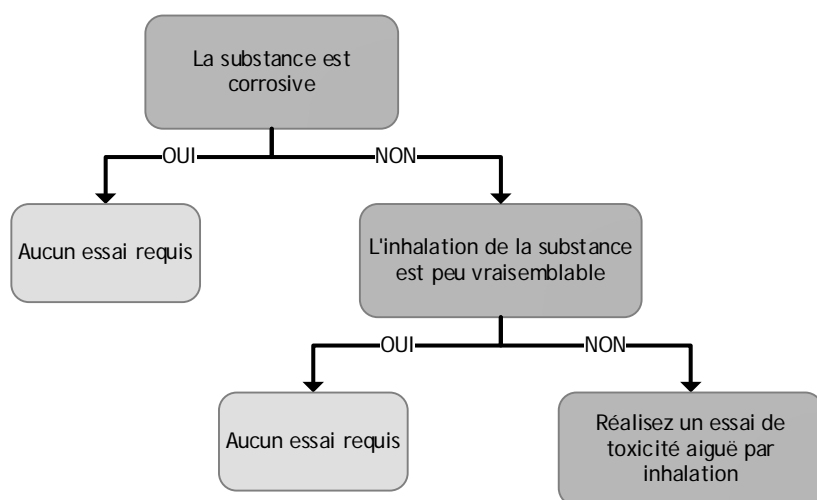 La substance est
corrosive
OUI
NON
Aucun essai requis
L'inhalation de la substance
est peu vraisemblable
OUI
NON
Aucun essai requis
Réalisez un essai de
toxicité aiguë par
inhalation